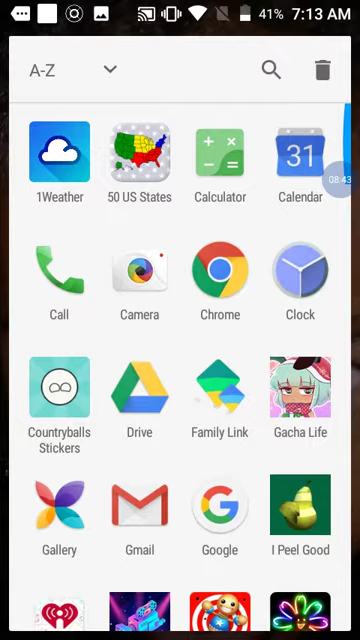 41% 7:13 AM
A-Z
31
08:43
1Weather 50 US States Calculator Calendar
Call Camera Chrome Clock
Countryballs Stickers Drive Family Link Gacha Life
Gallery Gmail Google I Peel Good